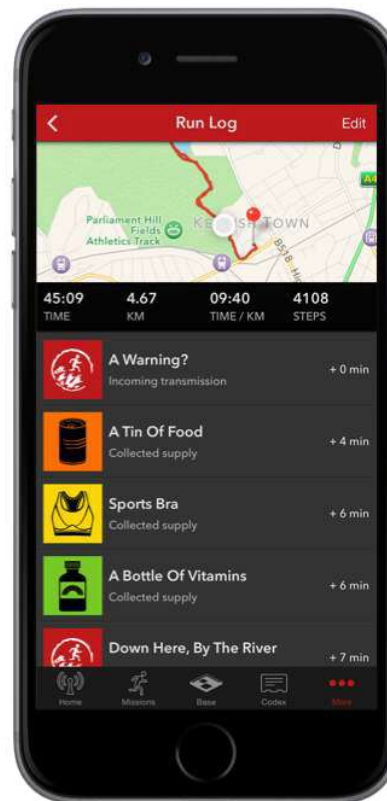 Run Log
Edit
Parliament Hill
Fields
Athletics Track
TOWN
45:09
4.67
09:40
4108
TIME
KM
TIME / KM
STEPS
A Warning?
Incoming transmission
+ 0 min
A Tin Of Food
Collected supply
+ 4 min
Sports Bra
Collected supply
+ 6 min
A Bottle Of Vitamins
Collected supply
+ 6 min
Down Here, By The River
+ 7 min
Home
Missions
Base
Codex
More